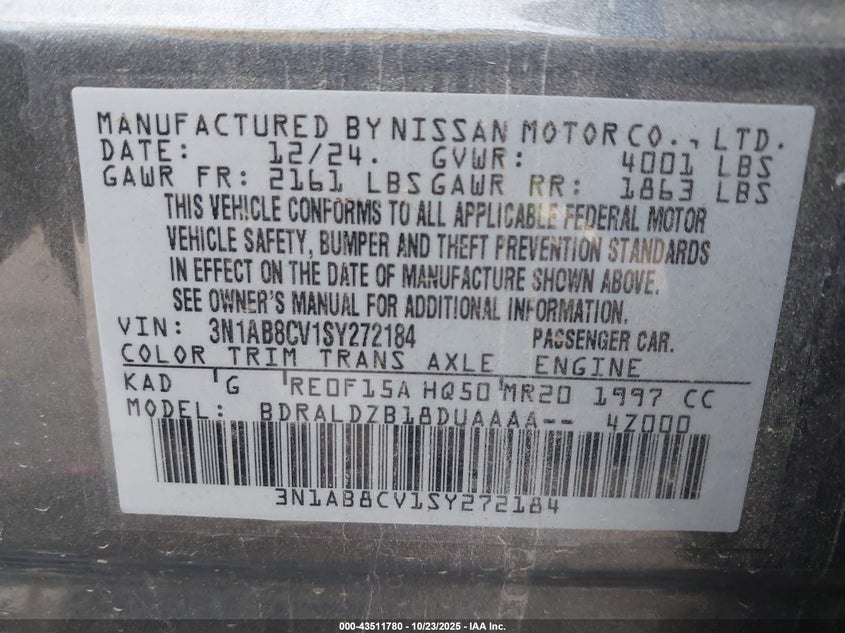 MANUFACTURED BY NISSAN MOTOR CO., LTD.
DATE: 12/24. GVWR: 4001 LBS
GAWR FR: 2161 LBS GAWR RR: 1863 LBS
THIS VEHICLE CONFORMS TO ALL APPLICABLE FEDERAL MOTOR
VEHICLE SAFETY, BUMPER AND THEFT PREVENTION STANDARDS
IN EFFECT ON THE DATE OF MANUFACTURE SHOWN ABOVE.
SEE OWNER'S MANUAL FOR ADDITIONAL INFORMATION.
VIN: 3N1AB8CV1SY272184 PASSENGER CAR.
COLOR TRIM TRANS AXLE ENGINE
KAD G RE0F15A HQ50 MR20 1997 CC
MODEL: BDRALDZB18DUAAAA-- 47000
3N1AB8CV1SY272184
000-43511780 - 10/23/2025 - IAA Inc.